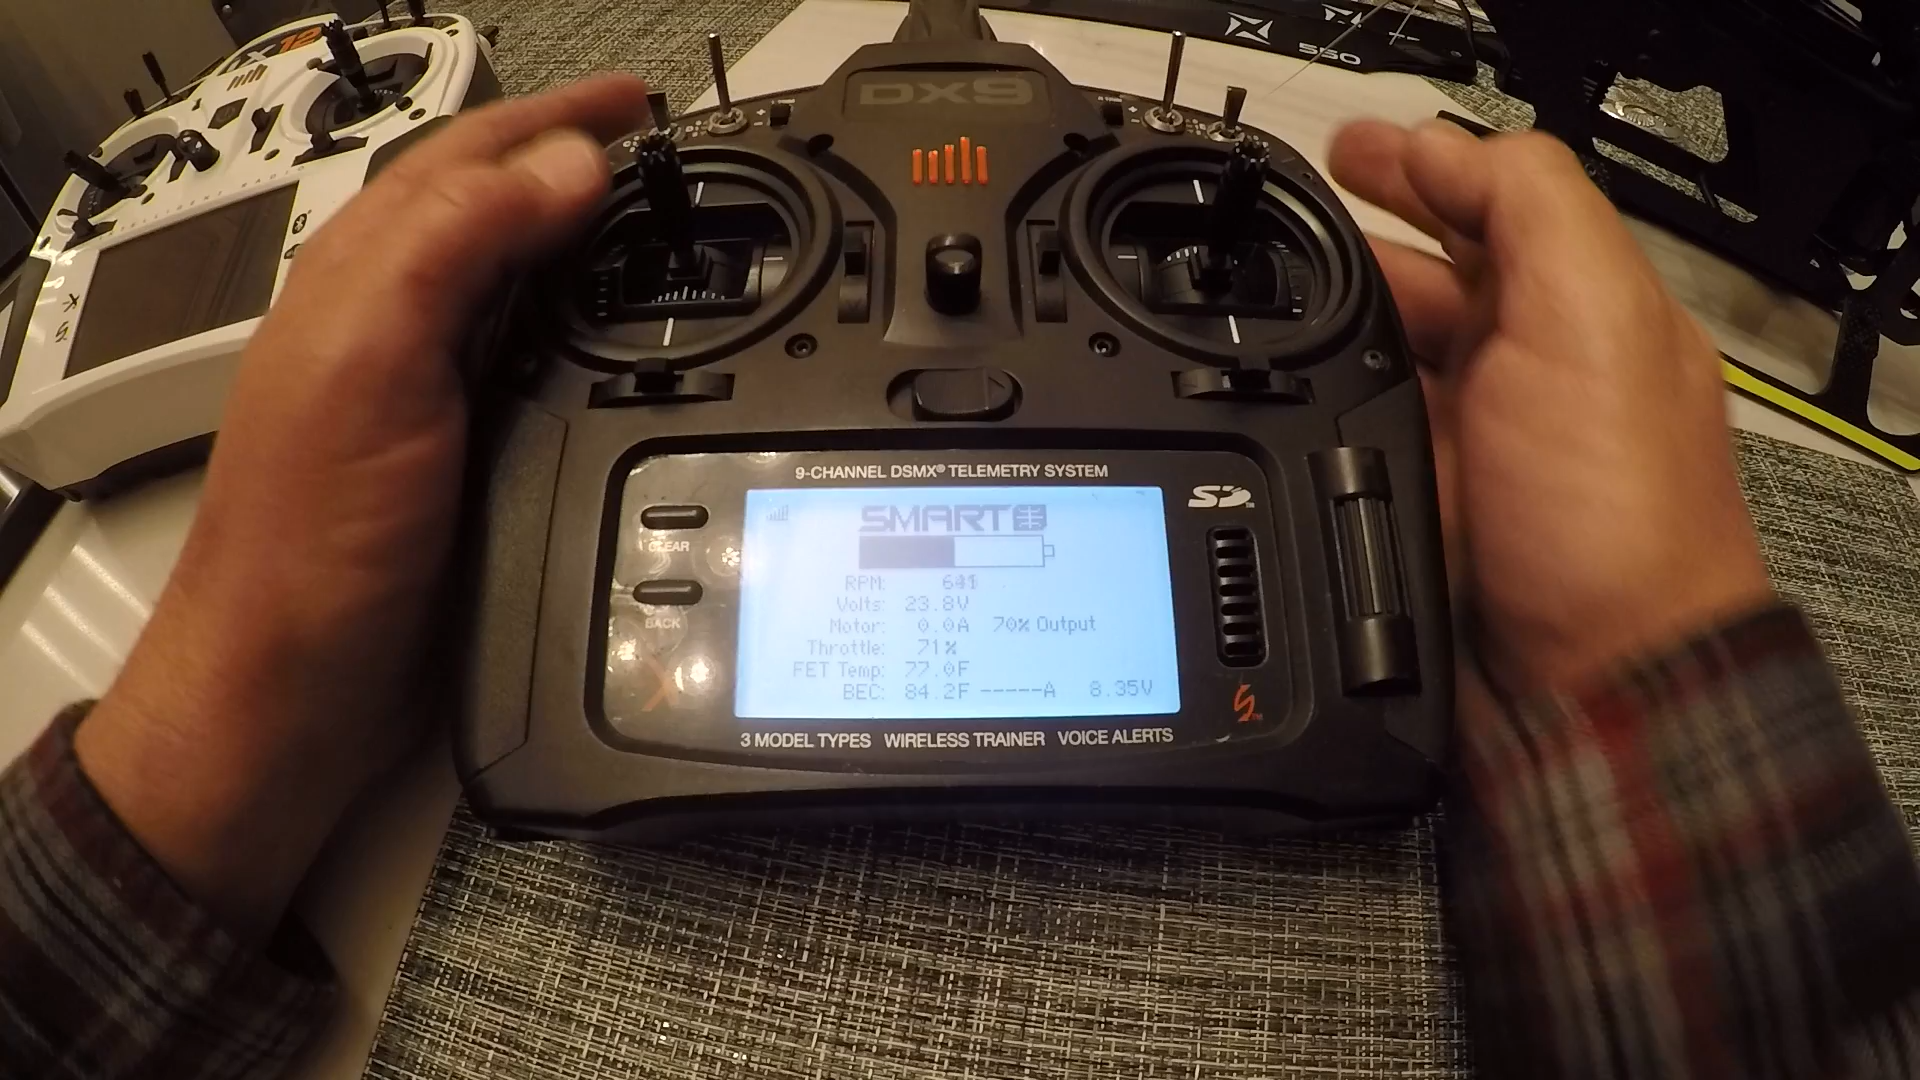 DX9
550
9-CHANNEL DSMX® TELEMETRY SYSTEM
SMART
RPM:
Volts: 23.8V
Motor: 0.0A 70% Output
Throttle: 71%
FET Temp: 77.0F
BEC: 84.2F -----A 8.35V
CLEAR
BACK
3 MODEL TYPES WIRELESS TRAINER VOICE ALERTS